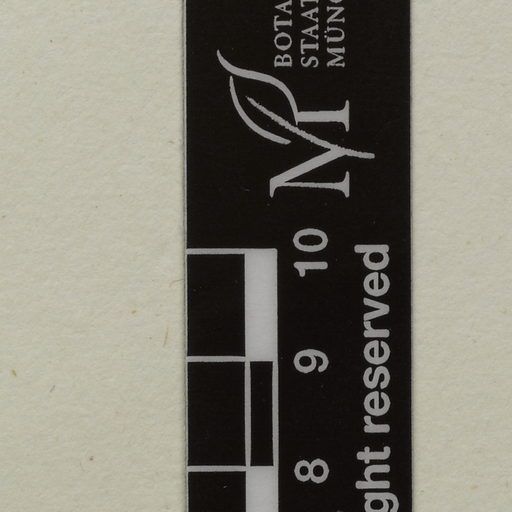 BOTA
STAAT
MÜNC
M
10
9
8
ght reserved